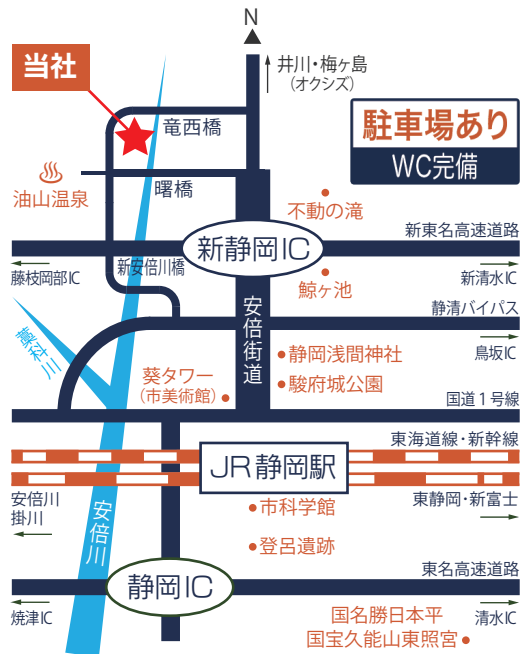 N
当社
井川・梅ヶ島
(オクシズ)
竜西橋
駐車場あり
WC完備
油山温泉
曙橋
不動の滝
新東名高速道路
新静岡IC
藤枝岡部IC
新安倍川橋
新清水IC
鯨ヶ池
安倍街道
静清バイパス
藁科川
鳥坂IC
静岡浅間神社
葵タワー
(市美術館)
駿府城公園
国道1号線
東海道線・新幹線
JR静岡駅
安倍川
掛川
東静岡・新富士
安倍川
市科学館
登呂遺跡
東名高速道路
静岡IC
焼津IC
清水IC
国名勝日本平
国宝久能山東照宮